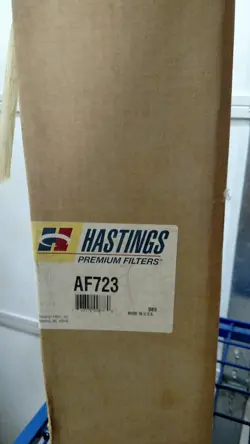 HASTINGS
PREMIUM FILTERS®
AF723
MADE IN U.S.A.